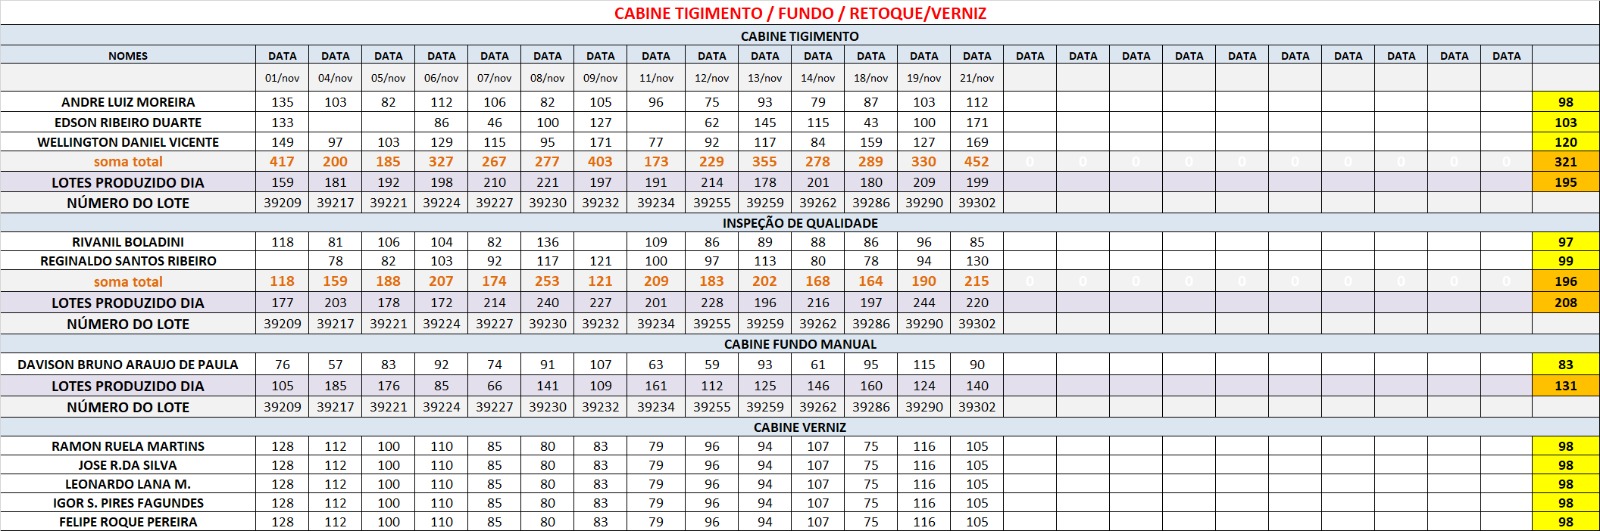 CABINE TIGIMENTO / FUNDO / RETOQUE/VERNIZ
CABINE TIGIMENTO
NOMES DATA DATA DATA DATA DATA DATA DATA DATA DATA DATA DATA DATA DATA DATA DATA DATA DATA DATA DATA DATA DATA DATA DATA DATA
01/nov 04/nov 05/nov 06/nov 07/nov 08/nov 09/nov 11/nov 12/nov 13/nov 14/nov 18/nov 19/nov 21/nov
ANDRE LUIZ MOREIRA 135 103 82 112 106 82 105 96 75 93 79 87 103 112 98
EDSON RIBEIRO DUARTE 133 86 46 100 127 62 145 115 43 100 171 103
WELLINGTON DANIEL VICENTE 149 97 103 129 115 95 171 77 92 117 84 159 127 169 120
soma total 417 200 185 327 267 277 403 173 229 355 278 289 330 452 0 0 0 0 0 0 0 0 0 0 321
LOTES PRODUZIDO DIA 159 181 192 198 210 221 197 191 214 178 201 180 209 199 195
NÚMERO DO LOTE 39209 39217 39221 39224 39227 39230 39232 39234 39255 39259 39262 39286 39290 39302
INSPEÇÃO DE QUALIDADE
RIVANIL BOLADINI 118 81 106 104 82 136 109 86 89 88 86 96 85 97
REGINALDO SANTOS RIBEIRO 78 82 103 92 117 121 100 97 113 80 78 94 130 99
soma total 118 159 188 207 174 253 121 209 183 202 168 164 190 215 0 0 0 0 0 0 0 0 0 0 196
LOTES PRODUZIDO DIA 177 203 178 172 214 240 227 201 228 196 216 197 244 220 208
NÚMERO DO LOTE 39209 39217 39221 39224 39227 39230 39232 39234 39255 39259 39262 39286 39290 39302
CABINE FUNDO MANUAL
DAVISON BRUNO ARAUJO DE PAULA 76 57 83 92 74 91 107 63 59 93 61 95 115 90 83
LOTES PRODUZIDO DIA 105 185 176 85 66 141 109 161 112 125 146 160 124 140 131
NÚMERO DO LOTE 39209 39217 39221 39224 39227 39230 39232 39234 39255 39259 39262 39286 39290 39302
CABINE VERNIZ
RAMON RUELA MARTINS 128 112 100 110 85 80 83 79 96 94 107 75 116 105 98
JOSE R.DA SILVA 128 112 100 110 85 80 83 79 96 94 107 75 116 105 98
LEONARDO LANA M. 128 112 100 110 85 80 83 79 96 94 107 75 116 105 98
IGOR S. PIRES FAGUNDES 128 112 100 110 85 80 83 79 96 94 107 75 116 105 98
FELIPE ROQUE PEREIRA 128 112 100 110 85 80 83 79 96 94 107 75 116 105 98